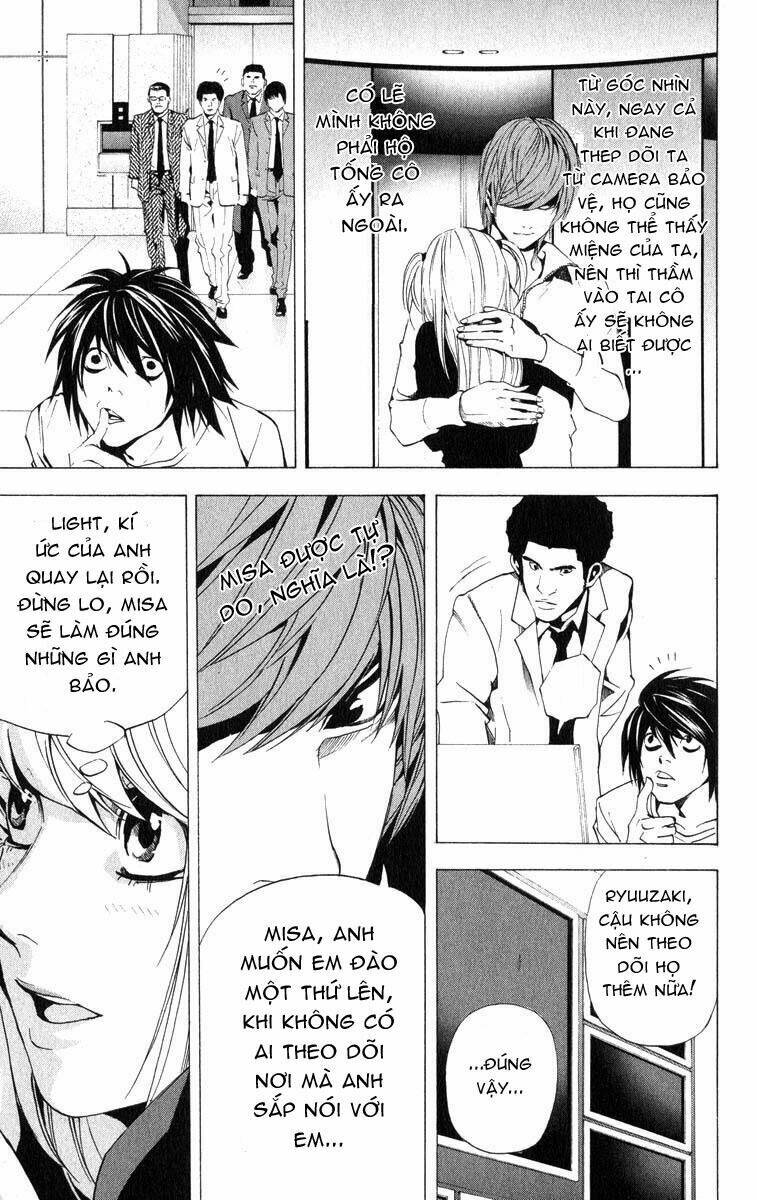 TỪ GÓC NHÌN
NÀY, NGAY CẢ
KHI ĐANG
THEP DÕI TA
TỪ CAMERA BẢO
VỆ, HỌ CŨNG
KHÔNG THỂ THẤY
MIỆNG CỦA TA,
NÊN THÌ THẦM
VÀO TAI CÔ
ẤY SẼ KHÔNG
AI BIẾT ĐƯỢC
...
CÓ LẼ
MÌNH KHÔNG
PHẢI HỘ
TỐNG CÔ
ẤY RA
NGOÀI.
RYUUZAKI,
CẬU KHÔNG
NÊN THEO
DÕI HỌ
THÊM NỮA!
...ĐÚNG
VẬY...
MISA ĐƯỢC TỰ
DO, NGHĨA LÀ!?
MISA, ANH
MUỐN EM ĐÀO
MỘT THỨ LÊN,
KHI KHÔNG CÓ
AI THEO DÕI
NƠI MÀ ANH
SẮP NÓI VỚI
EM...
LIGHT, KÍ
ỨC CỦA ANH
QUAY LẠI RỒI.
ĐỪNG LO, MISA
SẼ LÀM ĐÚNG
NHỮNG GÌ ANH
BẢO.